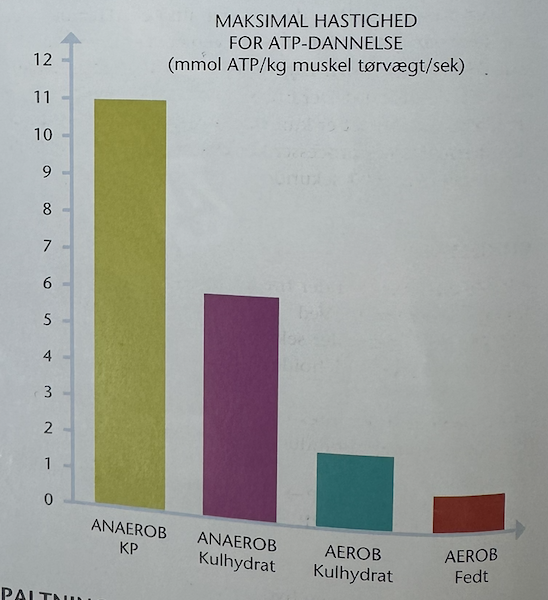 MAKSIMAL HASTIGHED
FOR ATP-DANNELSE
(mmol ATP/kg muskel tørvægt/sek)
12
11
10
9
8
7
6
5
4
3
2
1
0
ANAEROB
KP
ANAEROB
Kulhydrat
AEROB
Kulhydrat
AEROB
Fedt